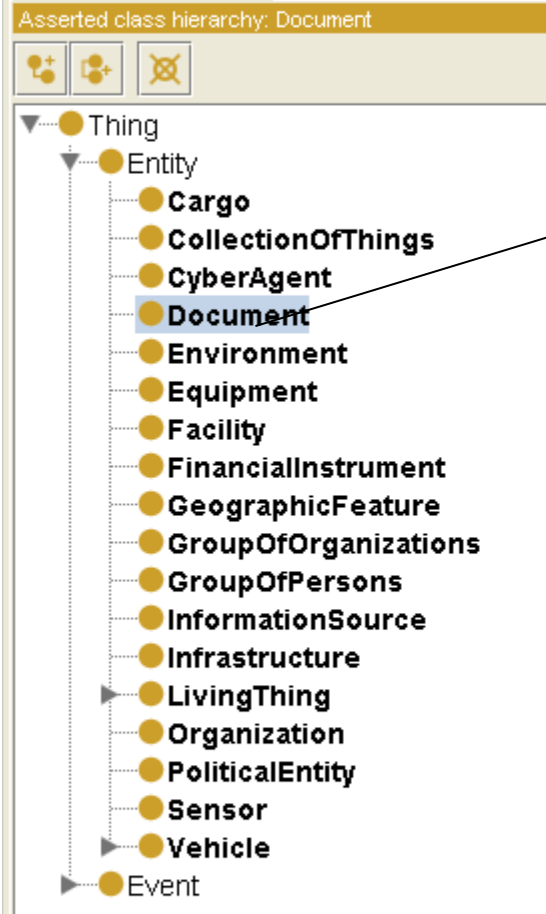 Asserted class hierarchy: Document
Thing
Entity
Cargo
CollectionOfThings
CyberAgent
Document
Environment
Equipment
Facility
FinancialInstrument
GeographicFeature
GroupOfOrganizations
GroupOfPersons
InformationSource
Infrastructure
LivingThing
Organization
PoliticalEntity
Sensor
Vehicle
Event